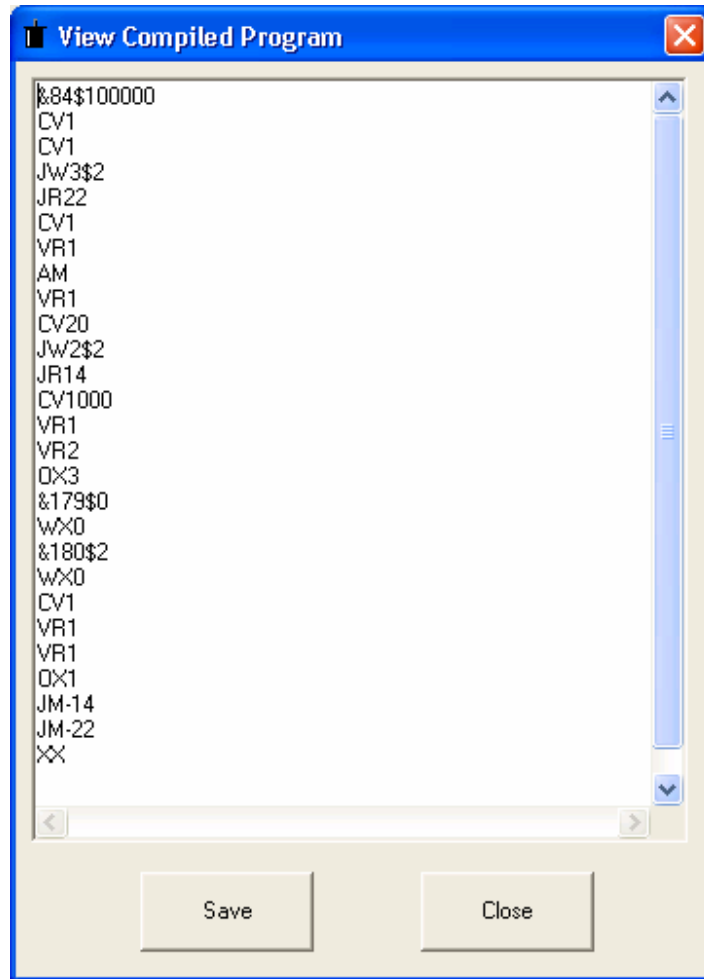 View Compiled Program
&84$100000
CV1
CV1
JW3$2
JR22
CV1
VR1
AM
VR1
CV20
JW2$2
JR14
CV1000
VR1
VR2
OX3
&179$0
WX0
&180$2
WX0
CV1
VR1
VR1
OX1
JM-14
JM-22
XX
Save Close